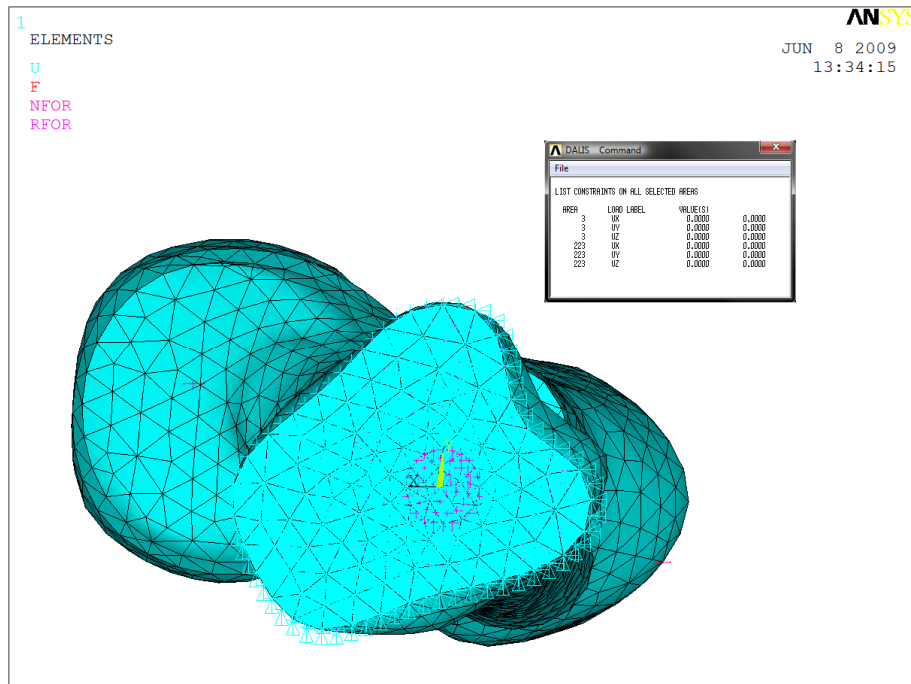 1
ELEMENTS
U
F
NFOR
RFOR
ANSYS
JUN 8 2009
13:34:15
DALIS Command
File
LIST CONSTRAINTS ON ALL SELECTED AREAS
AREA LOAD LABEL VALUE(S)
3 UX 0.0000 0.0000
3 UY 0.0000 0.0000
3 UZ 0.0000 0.0000
223 UX 0.0000 0.0000
223 UY 0.0000 0.0000
223 UZ 0.0000 0.0000
Y
X